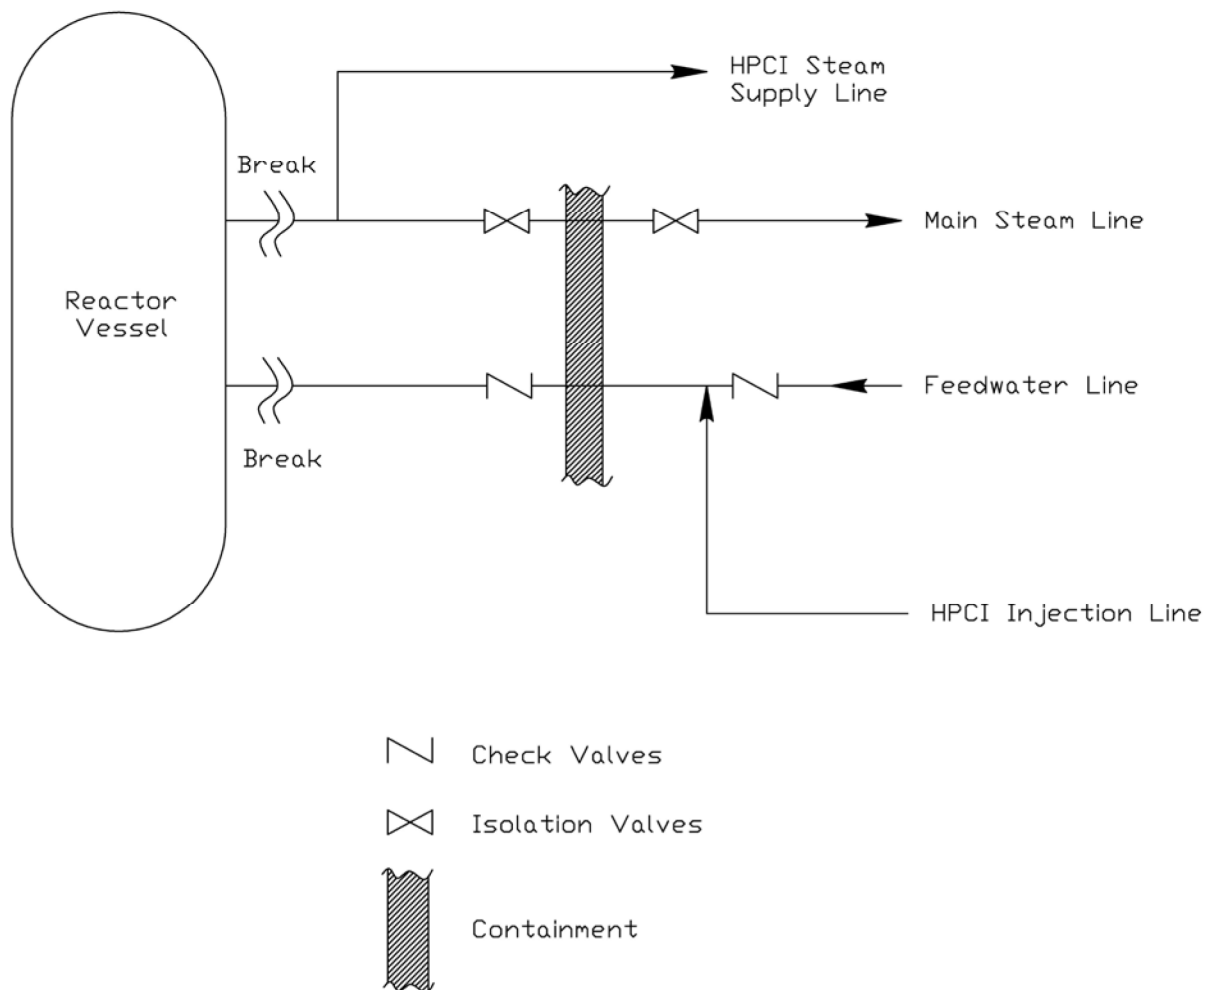 HPCI Steam
Supply Line
Break
Main Steam Line
Reactor
Vessel
Feedwater Line
Break
HPCI Injection Line
Check Valves
Isolation Valves
Containment